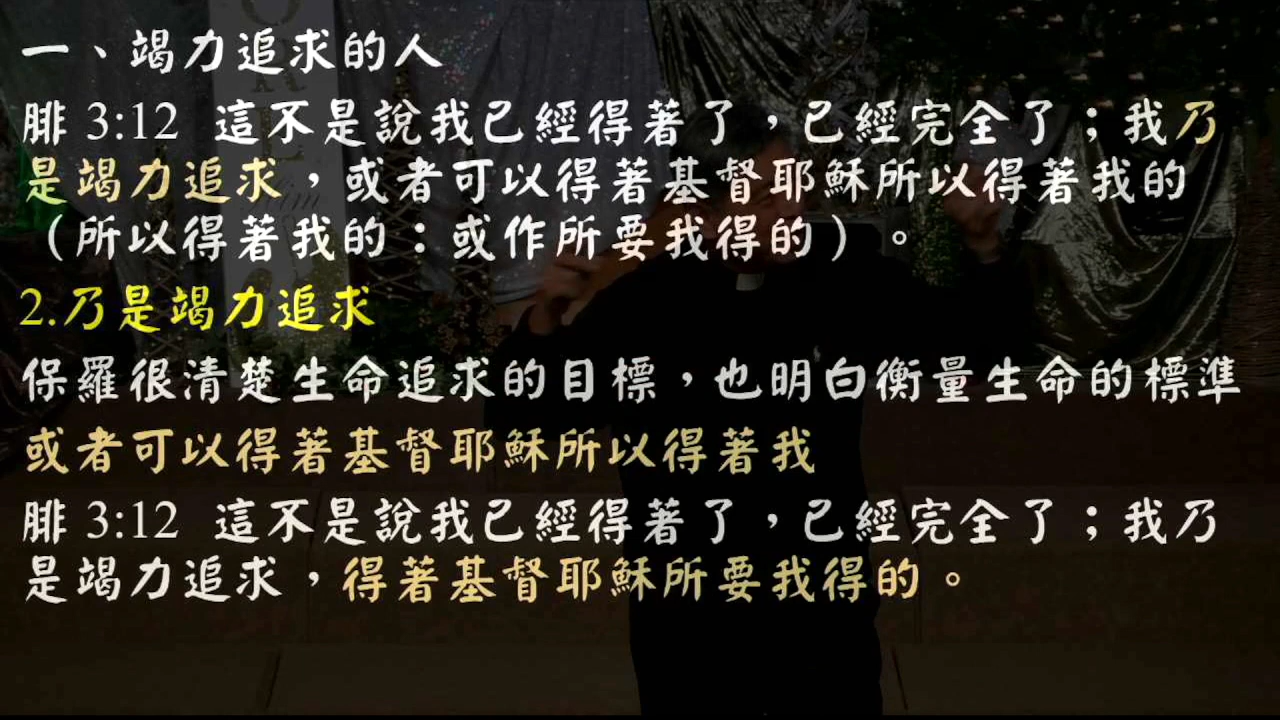 一、竭力追求的人
腓 3:12 這不是說我已經得著了，已經完全了；我乃
是竭力追求，或者可以得著基督耶穌所以得著我的
（所以得著我的：或作所要我得的）。
2.乃是竭力追求
保羅很清楚生命追求的目標，也明白衡量生命的標準
或者可以得著基督耶穌所以得著我
腓 3:12 這不是說我已經得著了，已經完全了；我乃
是竭力追求，得著基督耶穌所要我得的。